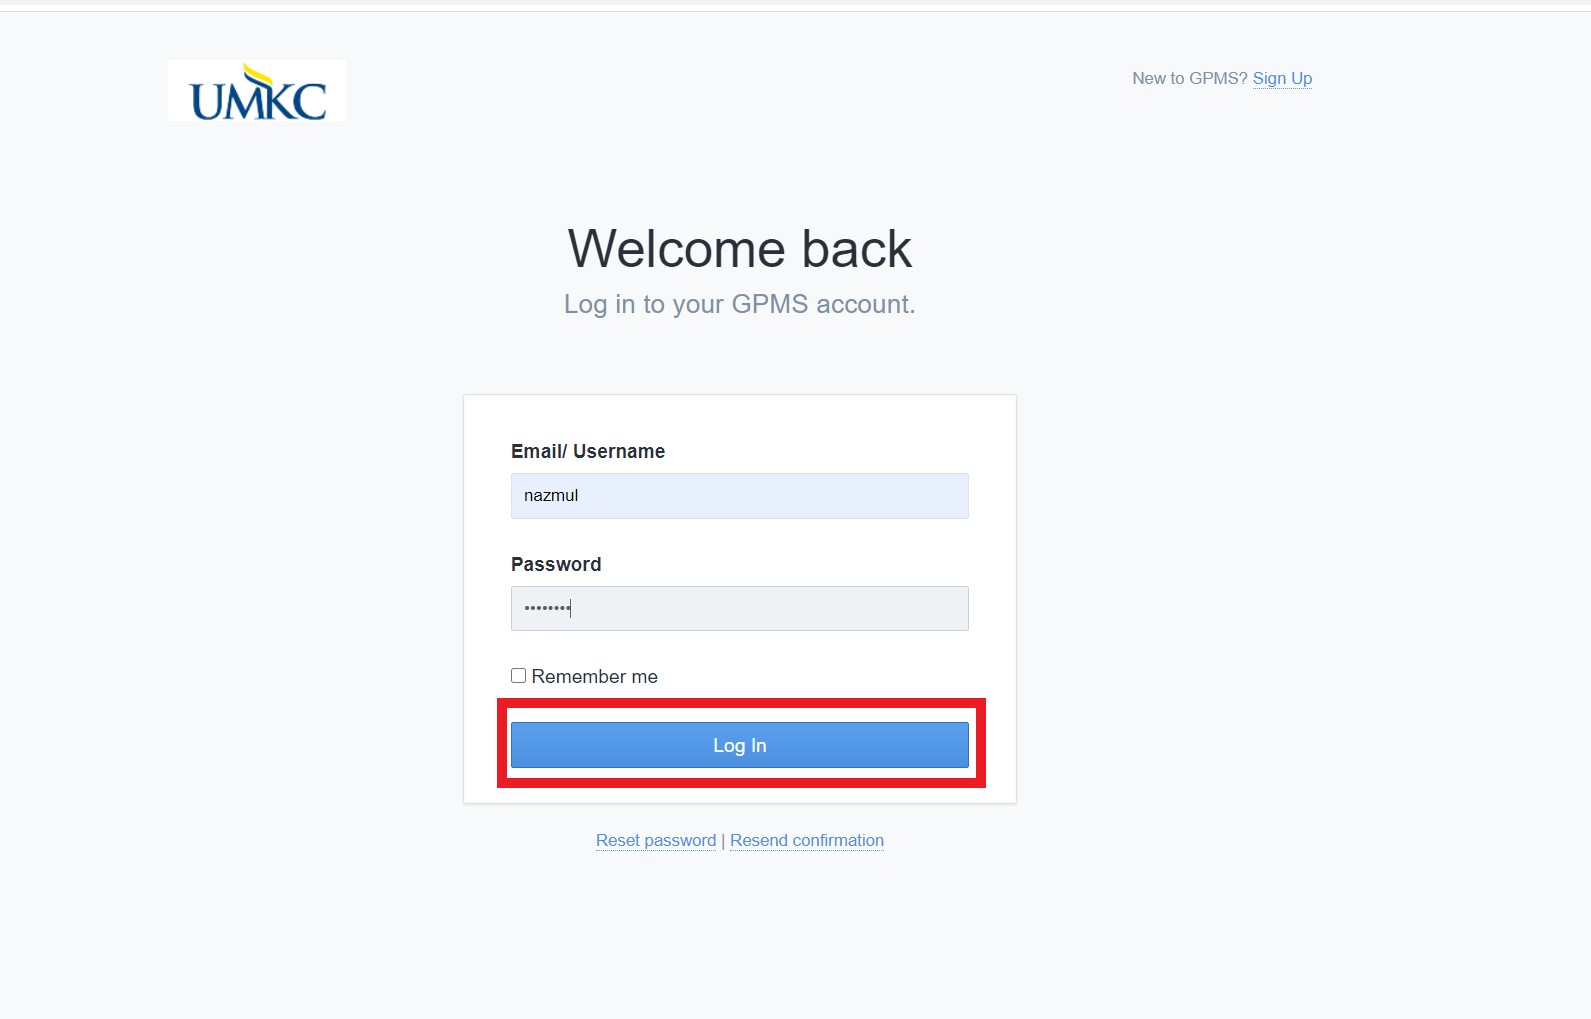 UMKC
New to GPMS? Sign Up
Welcome back
Log in to your GPMS account.
Email/ Username
nazmul
Password
••••••••
Remember me
Log In
Reset password | Resend confirmation